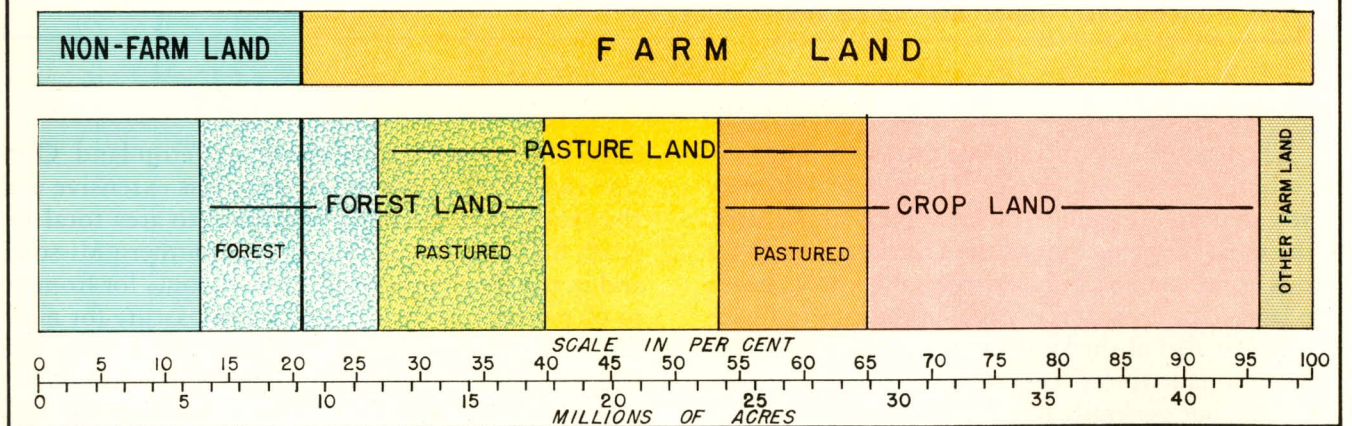 NON-FARM LAND FARM LAND
PASTURE LAND
FOREST LAND CROP LAND
FOREST PASTURED PASTURED
OTHER FARM LAND
SCALE IN PER CENT
0 5 10 15 20 25 30 35 40 45 50 55 60 65 70 75 80 85 90 95 100
0 5 10 15 20 25 30 35 40
MILLIONS OF ACRES